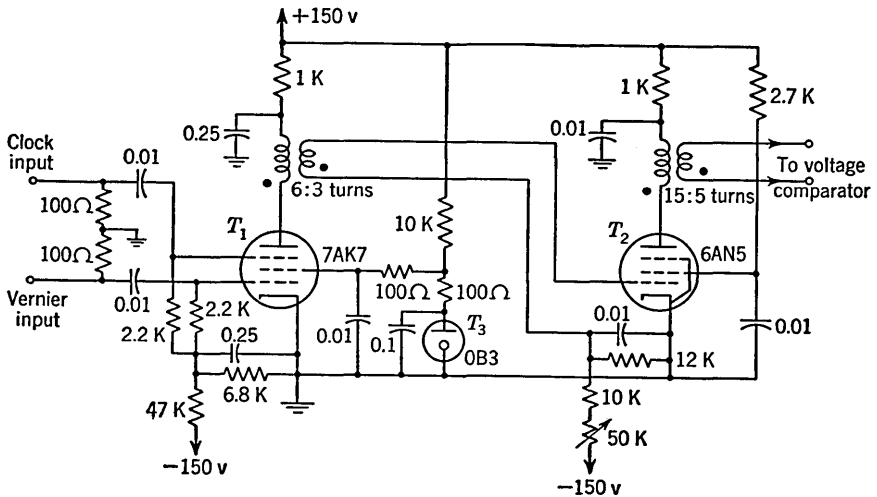 +150 v
1 K
1 K
2.7 K
0.25
0.01
Clock
input
0.01
6:3 turns
15:5 turns
To voltage
comparator
100Ω
100Ω
10 K
T₁
7AK7
T₂
6AN5
Vernier
input
0.01
2.2 K
2.2 K
100Ω
100Ω
0.01
0.1
T₃
0B3
0.01
0.01
0.25
6.8 K
12 K
47 K
10 K
50 K
−150 v
−150 v